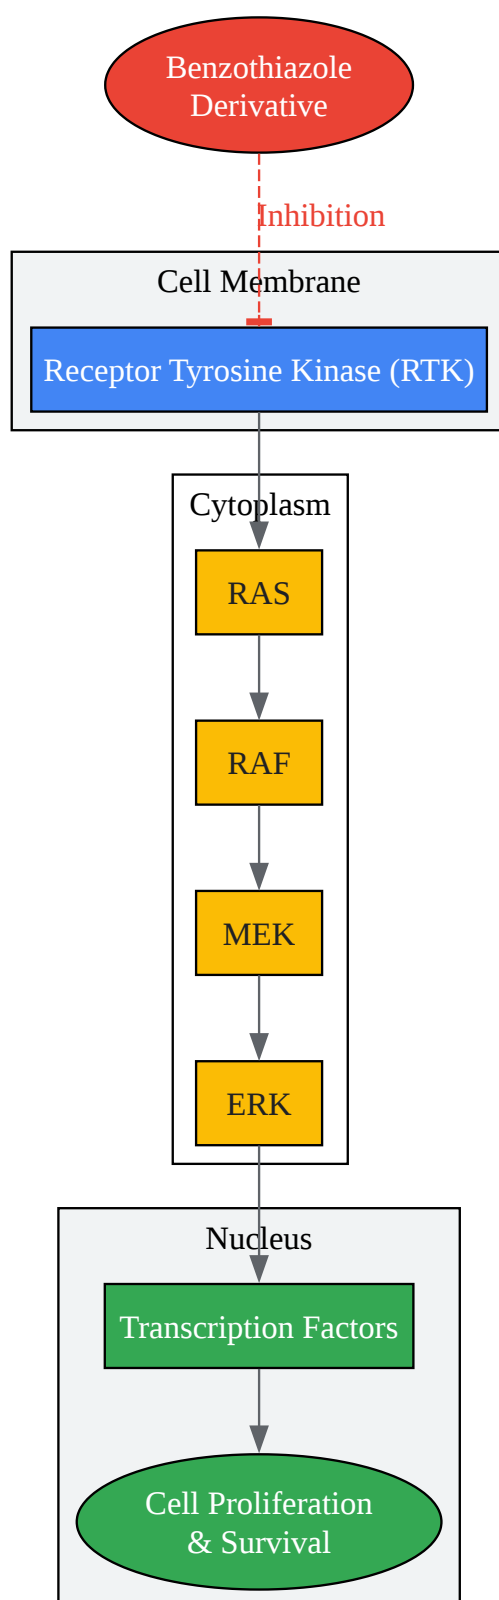 Benzothiazole
Derivative
Inhibition
Cell Membrane
Receptor Tyrosine Kinase (RTK)
Cytoplasm
RAS
RAF
MEK
ERK
Nucleus
Transcription Factors
Cell Proliferation
& Survival